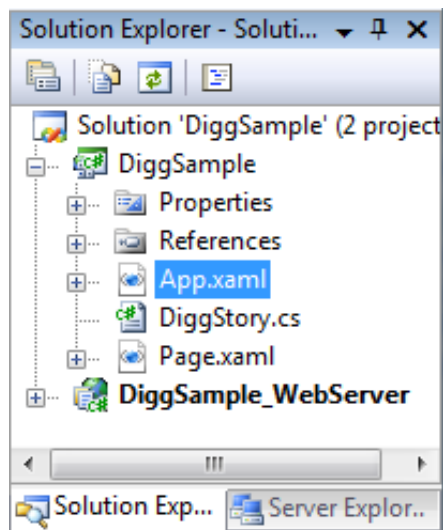 Solution Explorer - Soluti...
Solution 'DiggSample' (2 project
DiggSample
Properties
References
App.xaml
DiggStory.cs
Page.xaml
DiggSample_WebServer
Solution Exp... Server Explor..